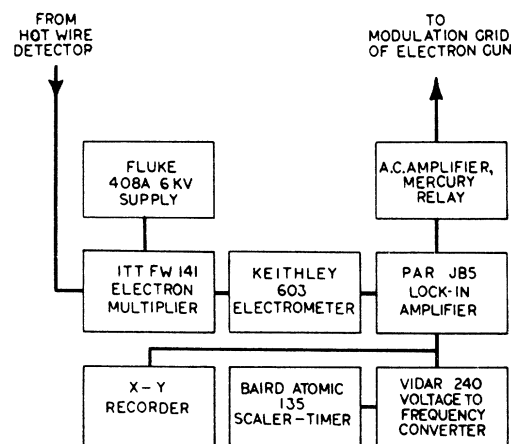 FROM
HOT WIRE
DETECTOR
TO
MODULATION GRID
OF ELECTRON GUN
FLUKE
408A 6KV
SUPPLY
A.C. AMPLIFIER,
MERCURY
RELAY
ITT FW 141
ELECTRON
MULTIPLIER
KEITHLEY
603
ELECTROMETER
PAR JB5
LOCK-IN
AMPLIFIER
X-Y
RECORDER
BAIRD ATOMIC
135
SCALER-TIMER
VIDAR 240
VOLTAGE TO
FREQUENCY
CONVERTER